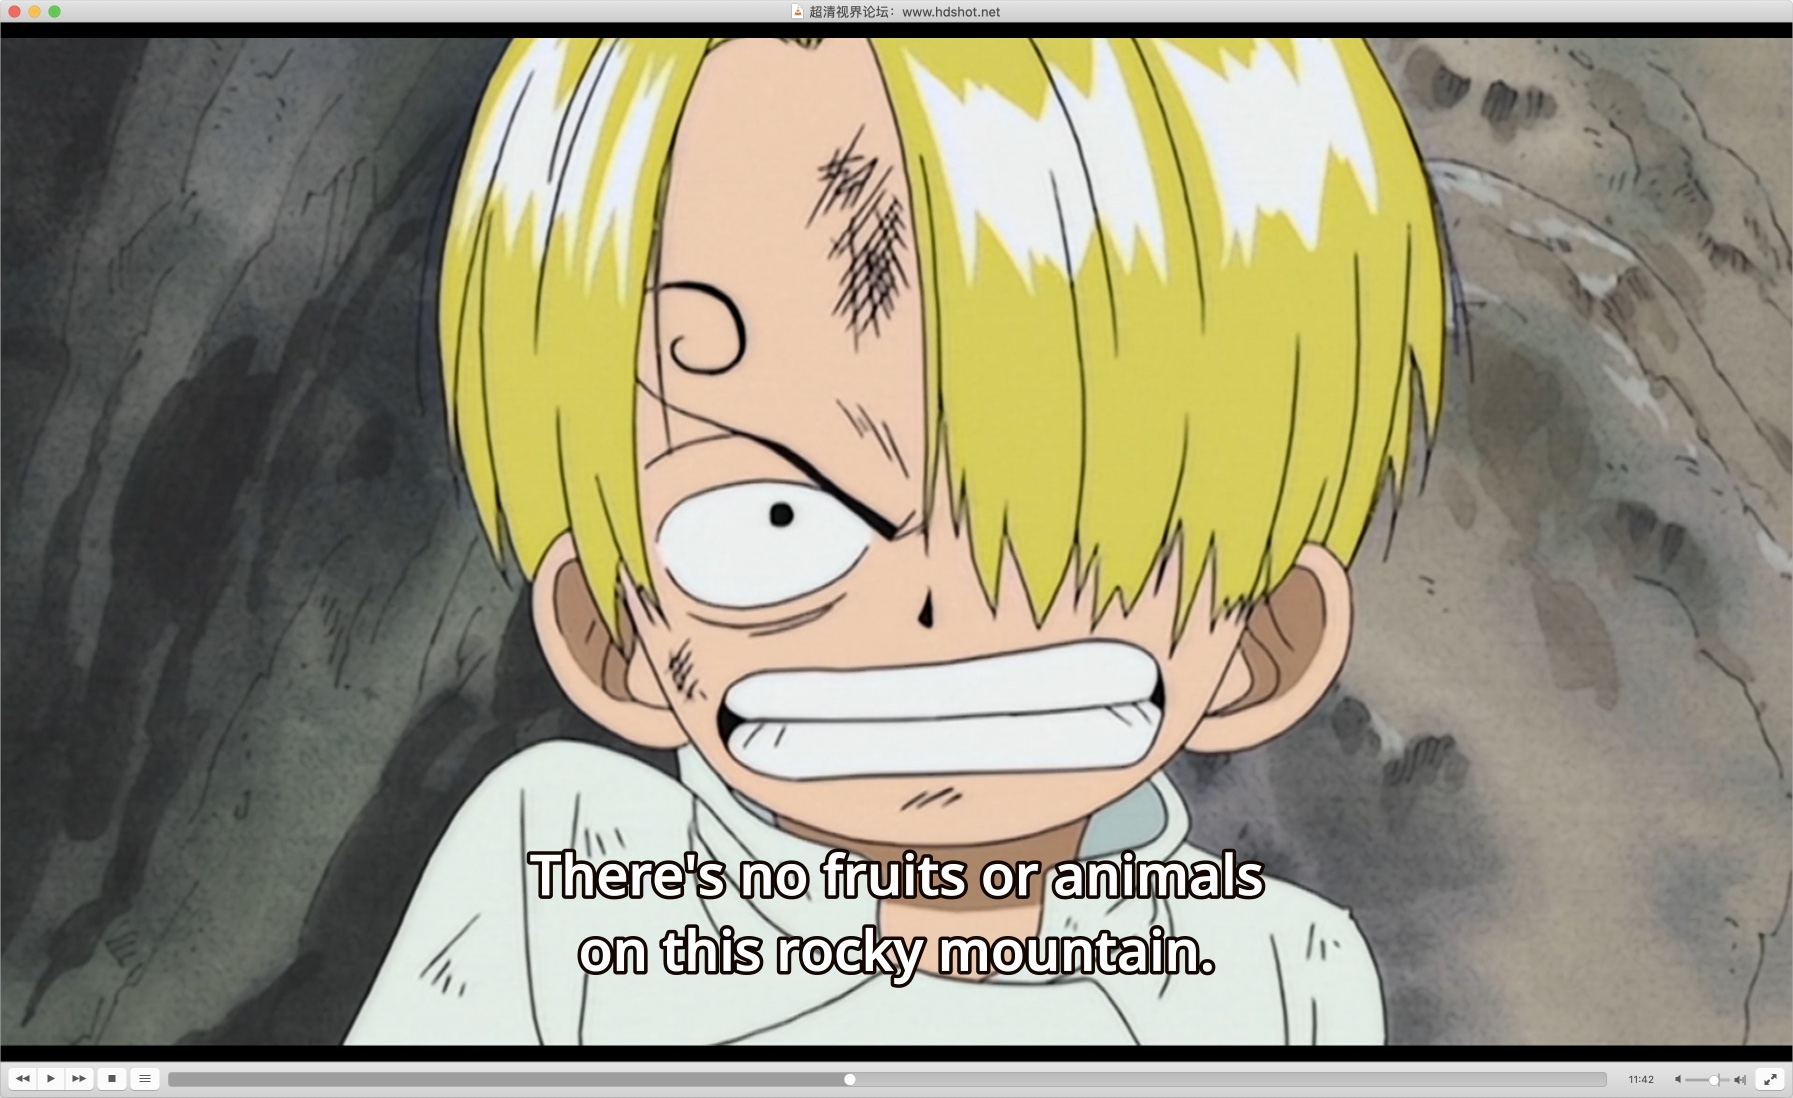 超清视界论坛：www.hdshot.net
There's no fruits or animals
on this rocky mountain.
11:42